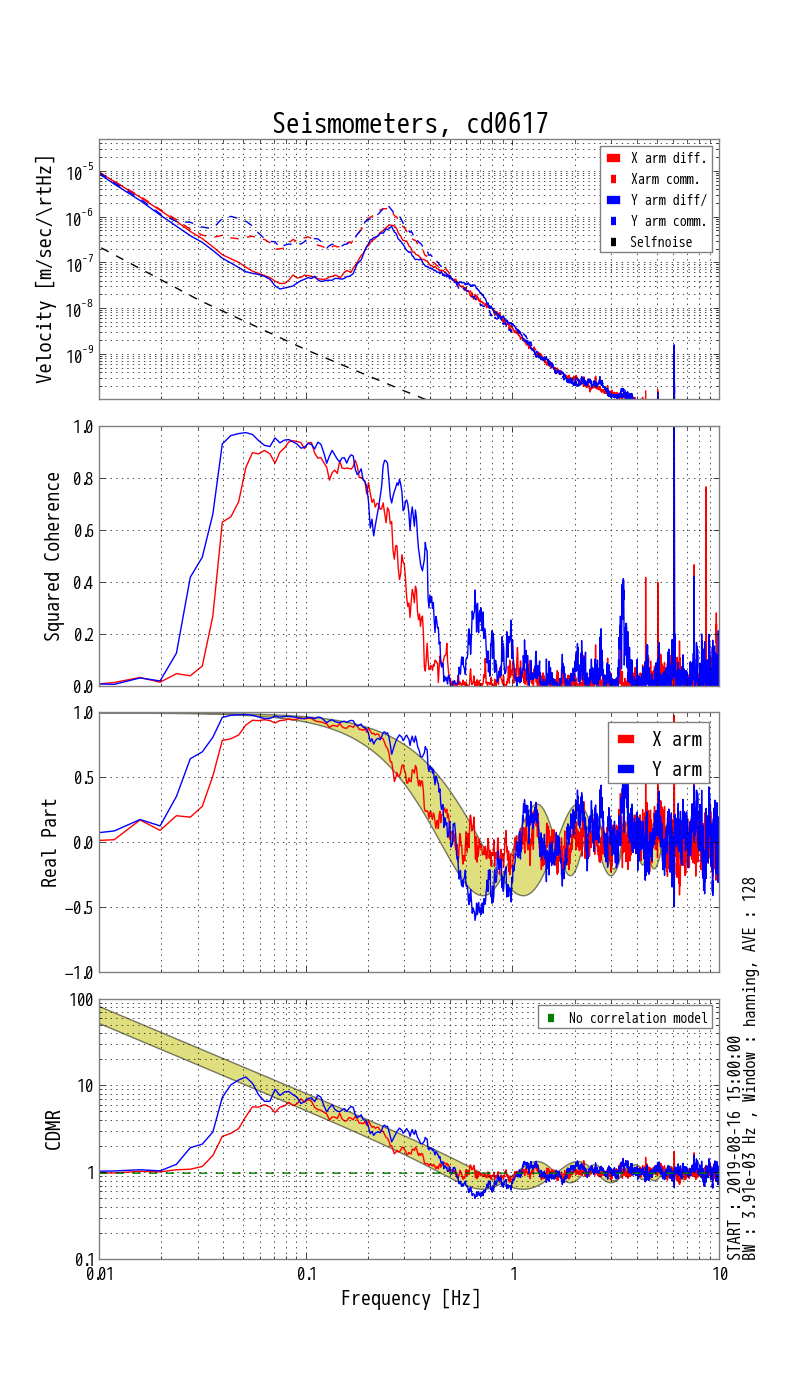 Seismometers, cd0617
Velocity [m/sec/\rtHz]
10^-5
10^-6
10^-7
10^-8
10^-9
X arm diff.
Xarm comm.
Y arm diff/
Y arm comm.
Selfnoise
Squared Coherence
1.0
0.8
0.6
0.4
0.2
0.0
Real Part
1.0
0.5
0.0
−0.5
−1.0
X arm
Y arm
CDMR
100
10
1
0.1
No correlation model
0.01
0.1
1
10
Frequency [Hz]
START : 2019-08-16 15:00:00
BW : 3.91e-03 Hz , Window : hanning, AVE : 128